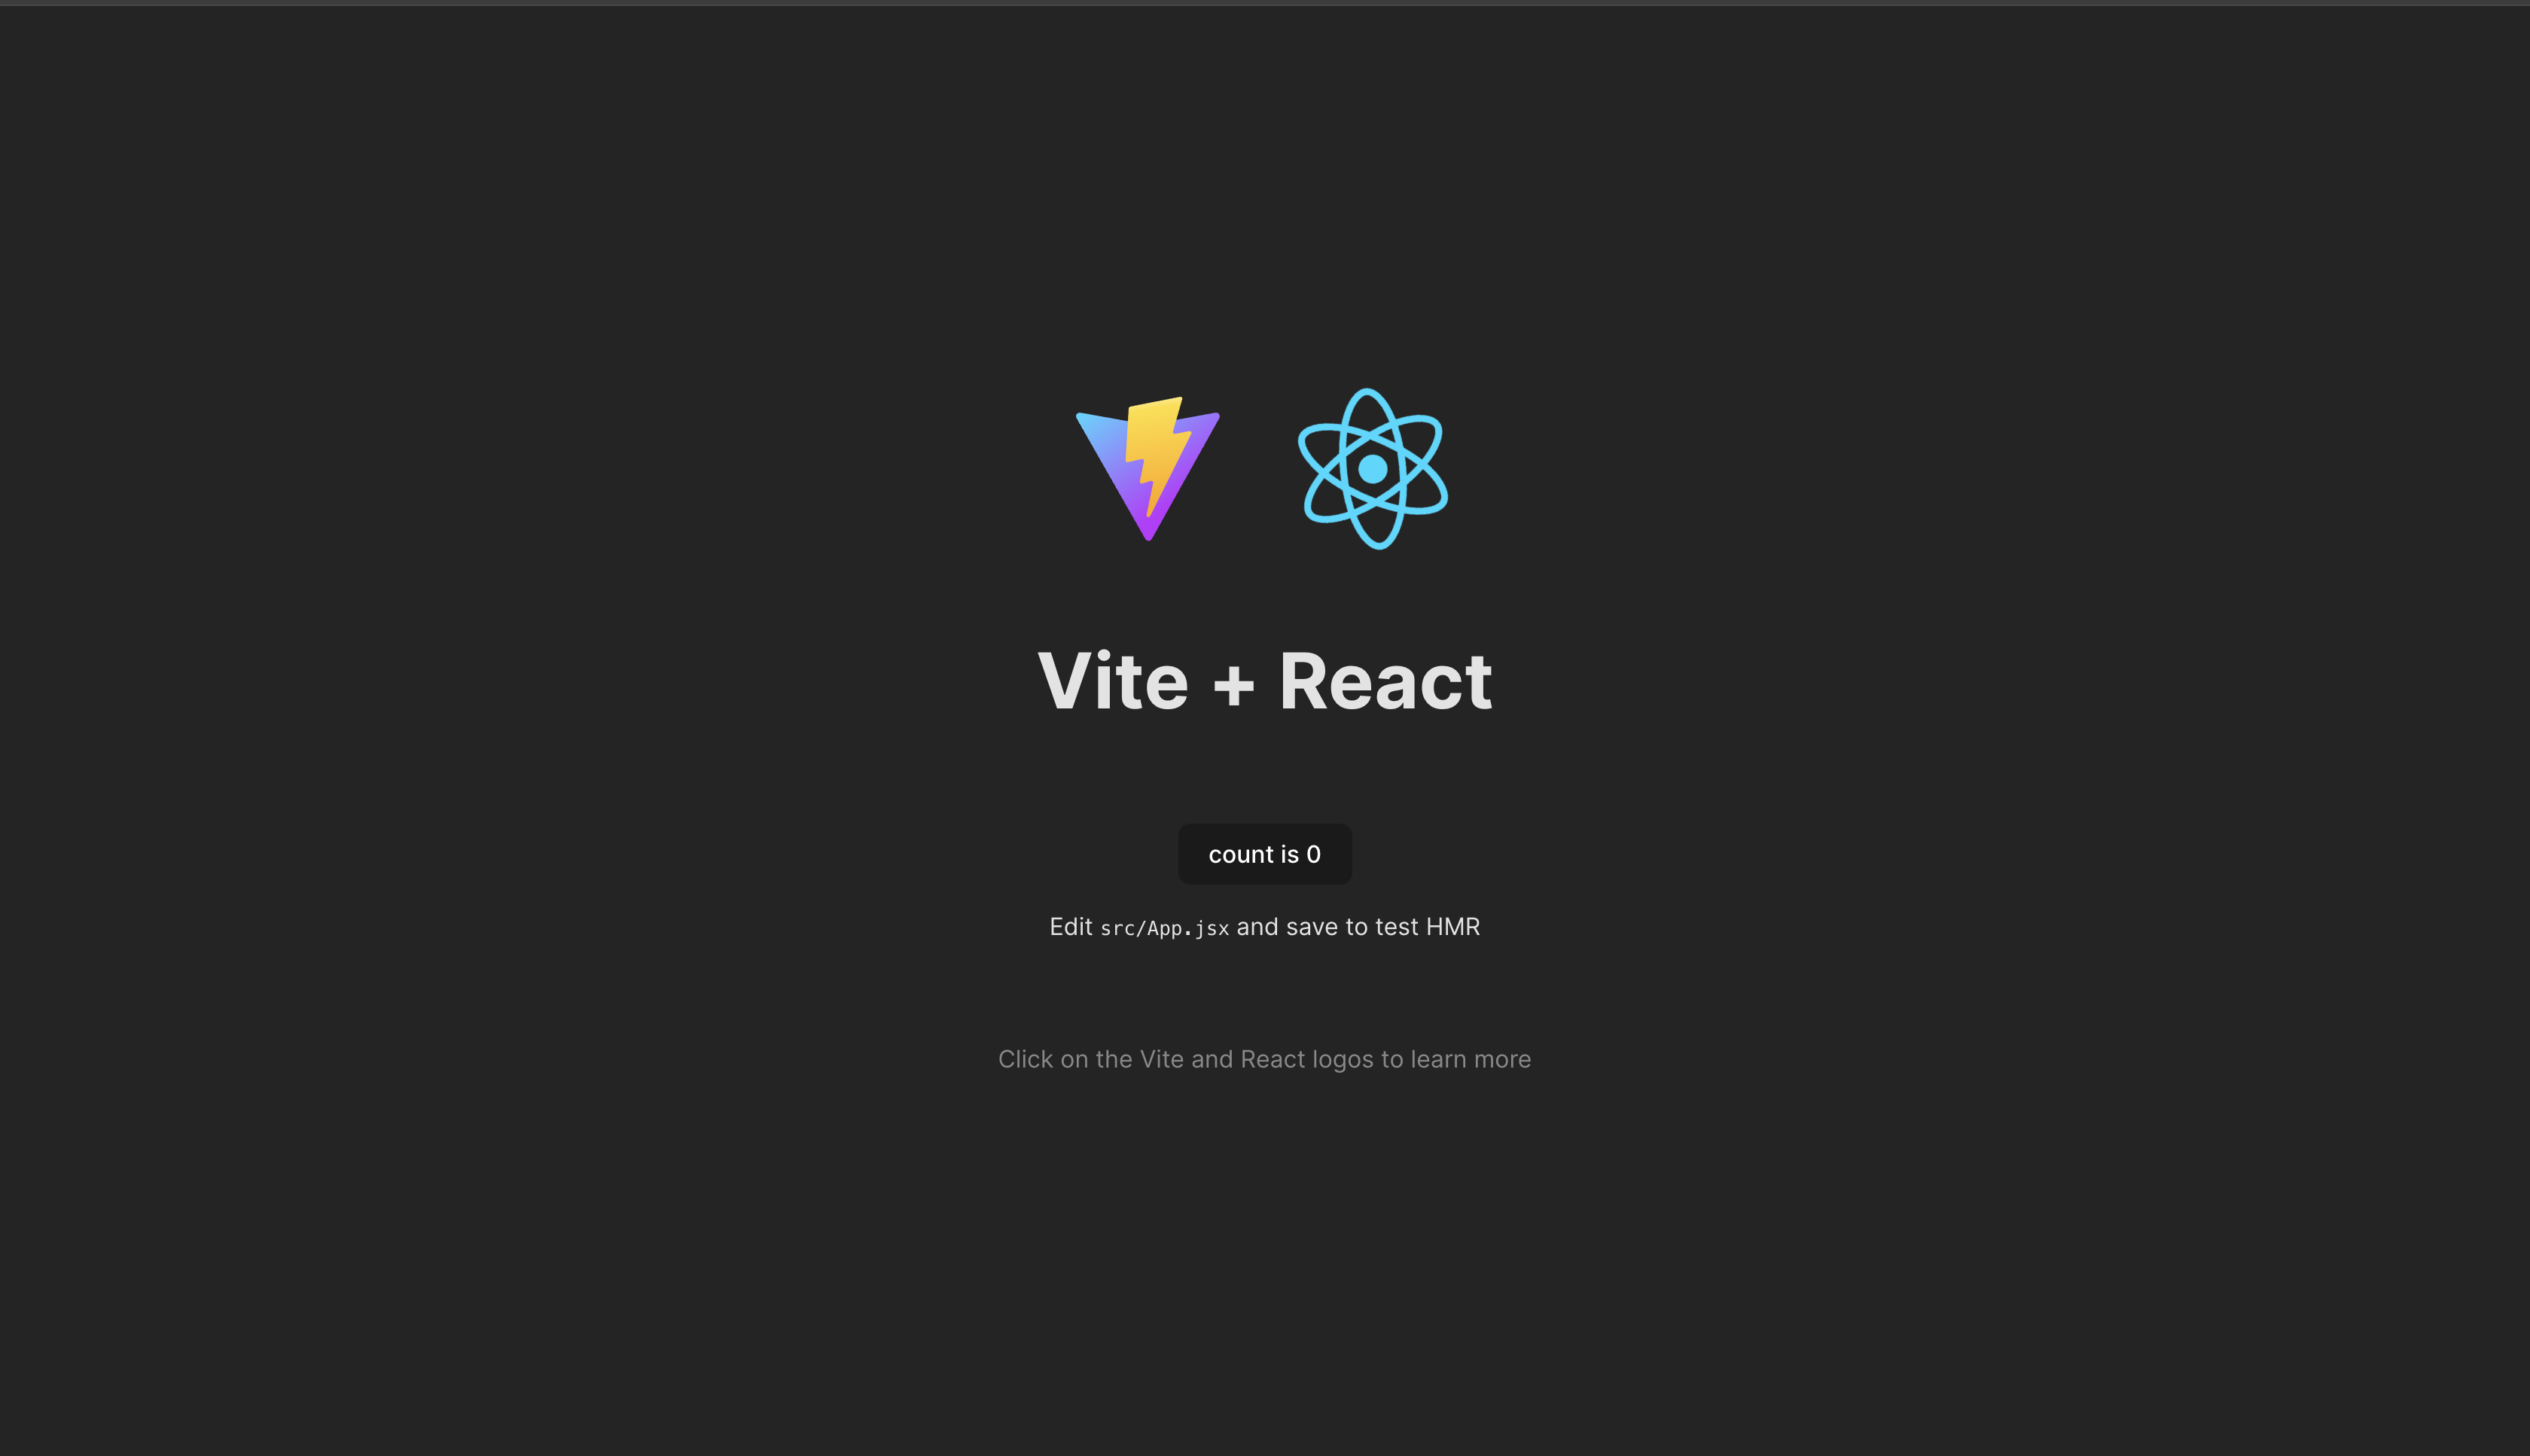 Vite + React
count is 0
Edit src/App.jsx and save to test HMR
Click on the Vite and React logos to learn more